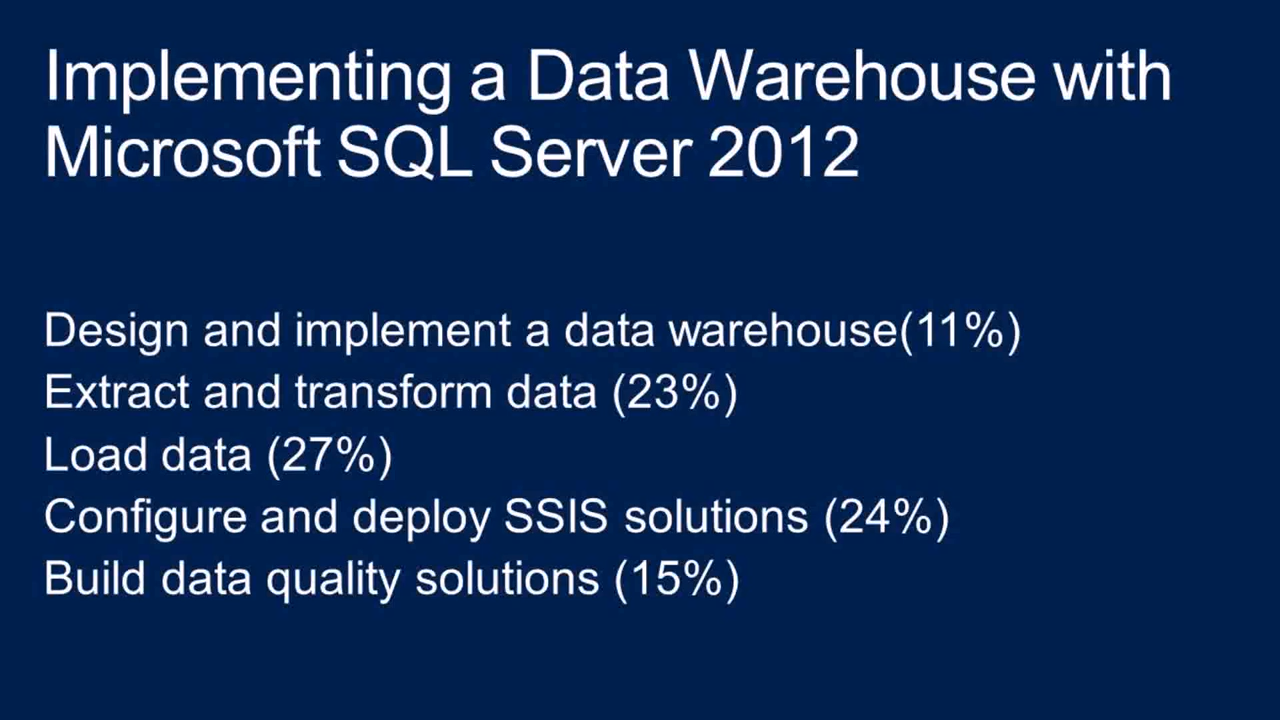 Implementing a Data Warehouse with
Microsoft SQL Server 2012
Design and implement a data warehouse(11%)
Extract and transform data (23%)
Load data (27%)
Configure and deploy SSIS solutions (24%)
Build data quality solutions (15%)